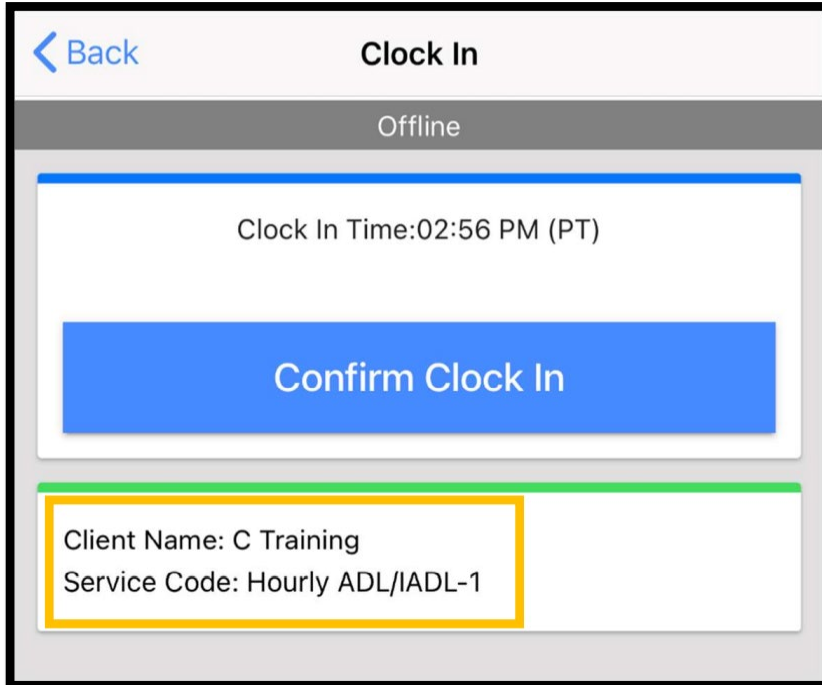 Back
Clock In
Offline
Clock In Time:02:56 PM (PT)
Confirm Clock In
Client Name: C Training
Service Code: Hourly ADL/IADL-1